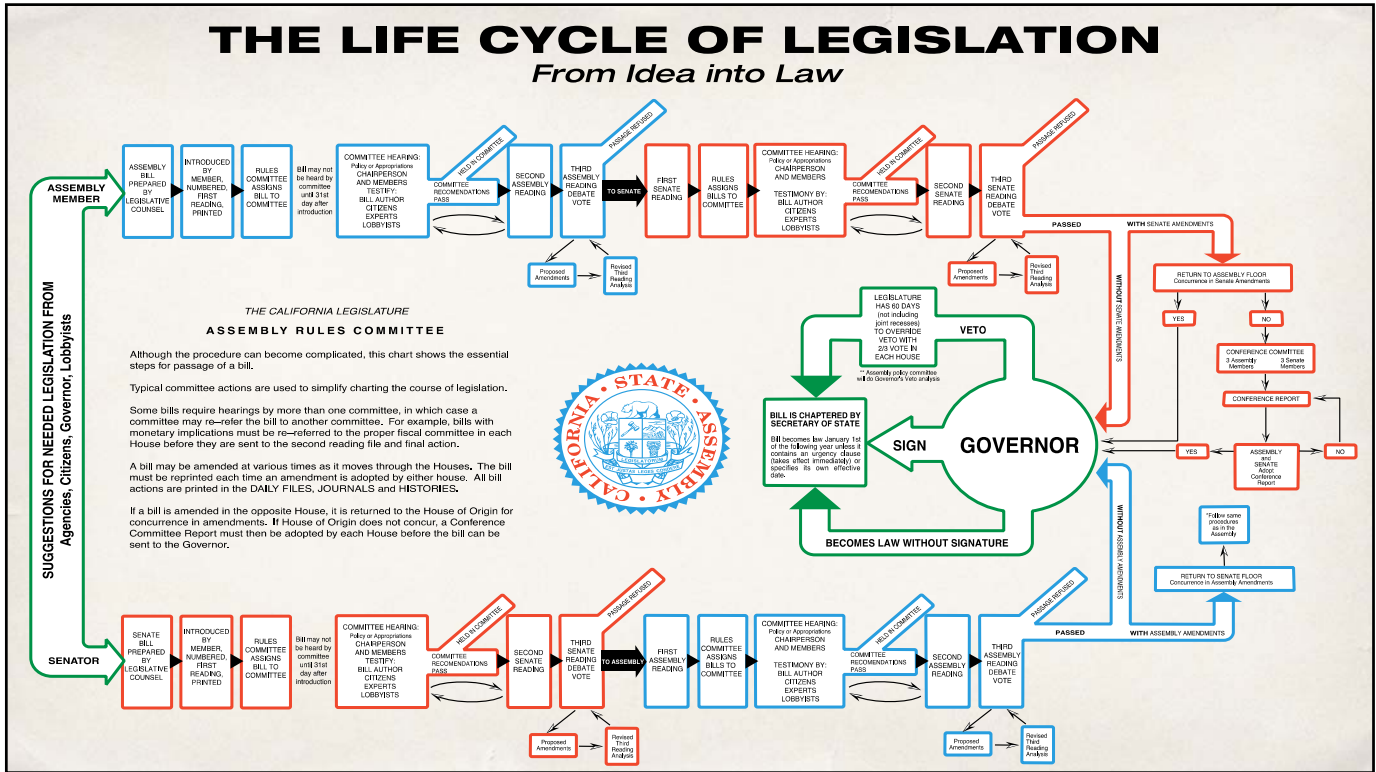 THE LIFE CYCLE OF LEGISLATION
From Idea into Law
SUGGESTIONS FOR NEEDED LEGISLATION FROM
Agencies, Citizens, Governor, Lobbyists
ASSEMBLY
MEMBER
ASSEMBLY
BILL
PREPARED
BY
LEGISLATIVE
COUNSEL
INTRODUCED
BY
MEMBER,
NUMBERED,
FIRST
READING,
PRINTED
RULES
COMMITTEE
ASSIGNS
BILL TO
COMMITTEE
Bill may not
be heard by
committee
until 31st
day after
introduction
COMMITTEE HEARING:
Policy or Appropriations
CHAIRPERSON
AND MEMBERS
TESTIFY:
BILL AUTHOR
CITIZENS
EXPERTS
LOBBYISTS
HELD IN COMMITTEE
COMMITTEE
RECOMENDATIONS
PASS
SECOND
ASSEMBLY
READING
THIRD
ASSEMBLY
READING
DEBATE
VOTE
PASSAGE REFUSED
Proposed
Amendments
Revised
Third
Reading
Analysis
TO SENATE
FIRST
SENATE
READING
RULES
ASSIGNS
BILLS TO
COMMITTEE
COMMITTEE HEARING:
Policy or Appropriations
CHAIRPERSON
AND MEMBERS
TESTIMONY BY:
BILL AUTHOR
CITIZENS
EXPERTS
LOBBYISTS
HELD IN COMMITTEE
COMMITTEE
RECOMENDATIONS
PASS
SECOND
SENATE
READING
THIRD
SENATE
READING
DEBATE
VOTE
PASSAGE REFUSED
Proposed
Amendments
Revised
Third
Reading
Analysis
PASSED
WITH SENATE AMENDMENTS
WITHOUT SENATE AMENDMENTS
RETURN TO ASSEMBLY FLOOR
Concurrence in Senate Amendments
YES
NO
CONFERENCE COMMITTEE
3 Assembly
Members
3 Senate
Members
CONFERENCE REPORT
ASSEMBLY
and
SENATE
Adopt
Conference
Report
YES
NO
THE CALIFORNIA LEGISLATURE
ASSEMBLY RULES COMMITTEE
Although the procedure can become complicated, this chart shows the essential
steps for passage of a bill.
Typical committee actions are used to simplify charting the course of legislation.
Some bills require hearings by more than one committee, in which case a
committee may re–refer the bill to another committee. For example, bills with
monetary implications must be re–referred to the proper fiscal committee in each
House before they are sent to the second reading file and final action.
A bill may be amended at various times as it moves through the Houses. The bill
must be reprinted each time an amendment is adopted by either house. All bill
actions are printed in the DAILY FILES, JOURNALS and HISTORIES.
If a bill is amended in the opposite House, it is returned to the House of Origin for
concurrence in amendments. If House of Origin does not concur, a Conference
Committee Report must then be adopted by each House before the bill can be
sent to the Governor.
CALIFORNIA STATE ASSEMBLY
LEGISLATURE
HAS 60 DAYS
(not including
joint recesses)
TO OVERRIDE
VETO WITH
2/3 VOTE IN
EACH HOUSE
VETO
** Assembly policy committee
will do Governor's Veto analysis
BILL IS CHAPTERED BY
SECRETARY OF STATE
Bill becomes law January 1st
of the following year unless it
contains an urgency clause
(takes effect immediately) or
specifies its own effective
date.
SIGN
GOVERNOR
BECOMES LAW WITHOUT SIGNATURE
SENATOR
SENATE
BILL
PREPARED
BY
LEGISLATIVE
COUNSEL
INTRODUCED
BY
MEMBER,
NUMBERED,
FIRST
READING,
PRINTED
RULES
COMMITTEE
ASSIGNS
BILL TO
COMMITTEE
Bill may not
be heard by
committee
until 31st
day after
introduction
COMMITTEE HEARING:
Policy or Appropriations
CHAIRPERSON
AND MEMBERS
TESTIFY:
BILL AUTHOR
CITIZENS
EXPERTS
LOBBYISTS
HELD IN COMMITTEE
COMMITTEE
RECOMENDATIONS
PASS
SECOND
SENATE
READING
THIRD
SENATE
READING
DEBATE
VOTE
PASSAGE REFUSED
Proposed
Amendments
Revised
Third
Reading
Analysis
TO ASSEMBLY
FIRST
ASSEMBLY
READING
RULES
COMMITTEE
ASSIGNS
BILLS TO
COMMITTEE
COMMITTEE HEARING:
Policy or Appropriations
CHAIRPERSON
AND MEMBERS
TESTIMONY BY:
BILL AUTHOR
CITIZENS
EXPERTS
LOBBYISTS
HELD IN COMMITTEE
COMMITTEE
RECOMENDATIONS
PASS
SECOND
ASSEMBLY
READING
THIRD
ASSEMBLY
READING
DEBATE
VOTE
PASSAGE REFUSED
Proposed
Amendments
Revised
Third
Reading
Analysis
PASSED
WITH ASSEMBLY AMENDMENTS
WITHOUT ASSEMBLY AMENDMENTS
RETURN TO SENATE FLOOR
Concurrence in Assembly Amendments
*Follow same
procedures
as in the
Assembly